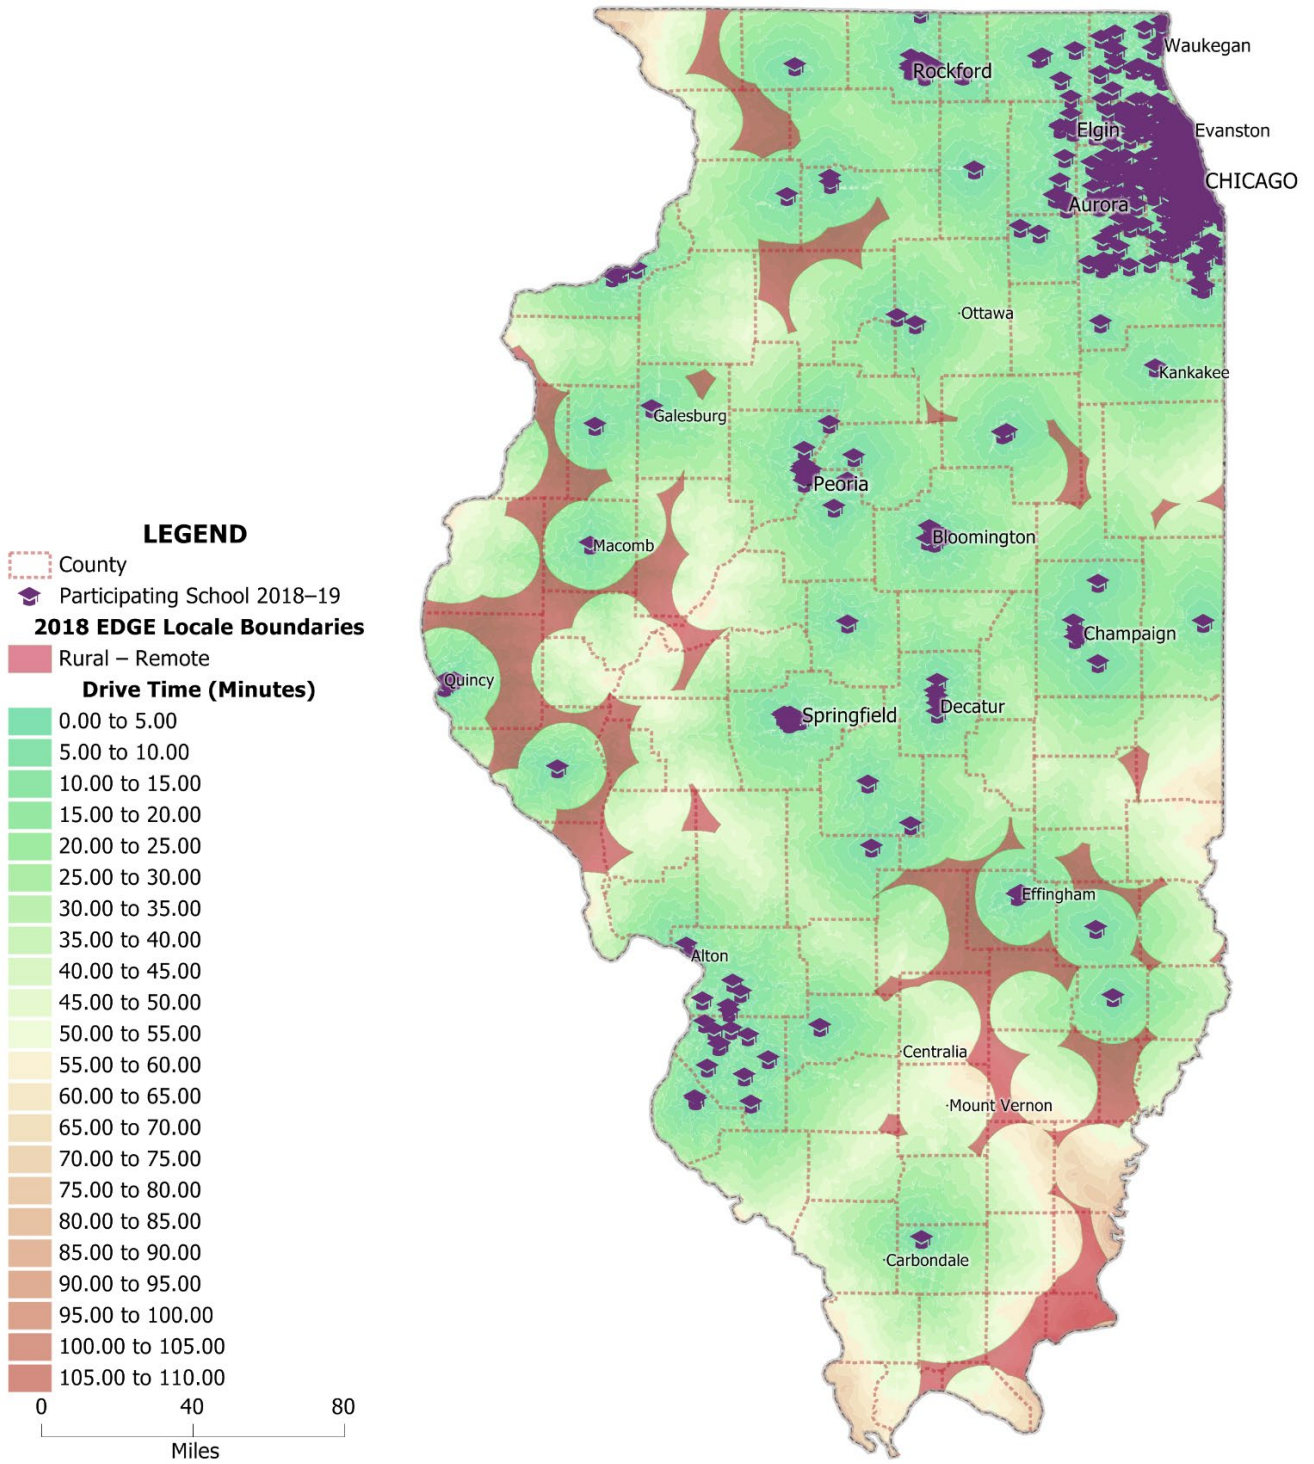 Waukegan
Rockford
Elgin
Evanston
CHICAGO
Aurora
Ottawa
Kankakee
Galesburg
Peoria
Bloomington
Macomb
Champaign
Quincy
Decatur
Springfield
Effingham
Alton
Centralia
Mount Vernon
Carbondale
LEGEND
County
Participating School 2018–19
2018 EDGE Locale Boundaries
Rural – Remote
Drive Time (Minutes)
0.00 to 5.00
5.00 to 10.00
10.00 to 15.00
15.00 to 20.00
20.00 to 25.00
25.00 to 30.00
30.00 to 35.00
35.00 to 40.00
40.00 to 45.00
45.00 to 50.00
50.00 to 55.00
55.00 to 60.00
60.00 to 65.00
65.00 to 70.00
70.00 to 75.00
75.00 to 80.00
80.00 to 85.00
85.00 to 90.00
90.00 to 95.00
95.00 to 100.00
100.00 to 105.00
105.00 to 110.00
0 40 80
Miles